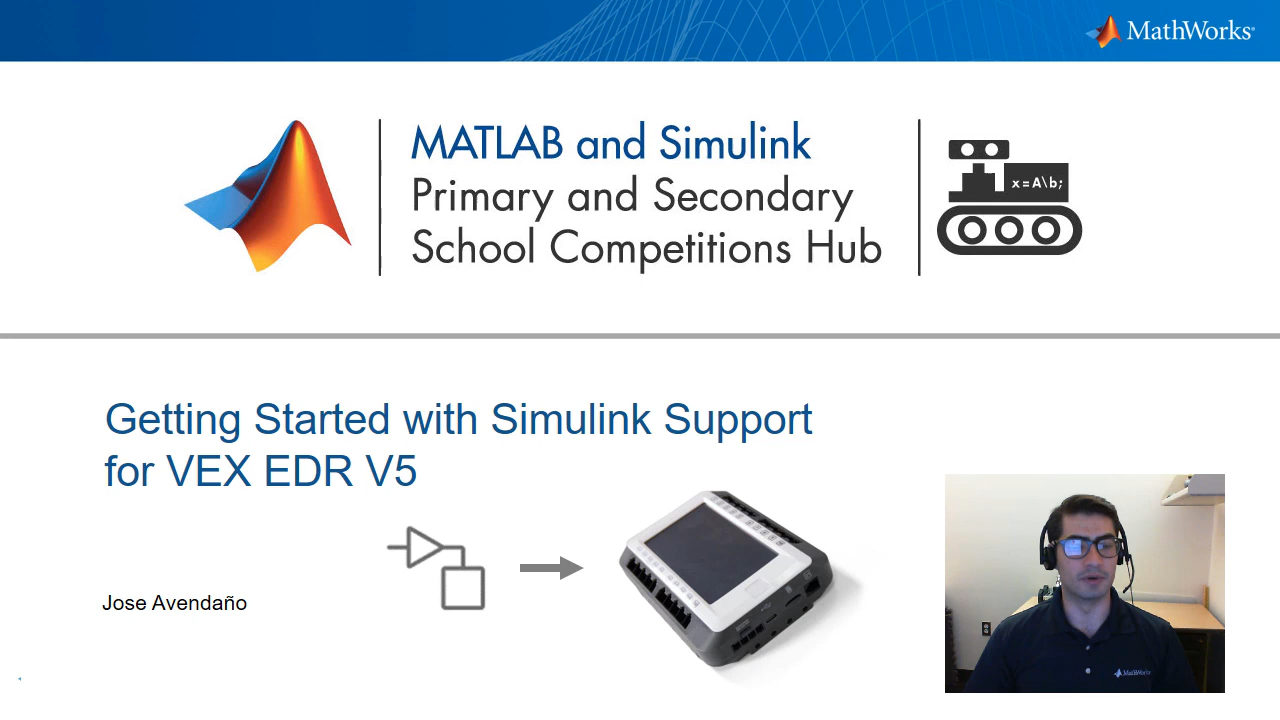 MathWorks®
MATLAB and Simulink
Primary and Secondary
School Competitions Hub
x=A\b;
Getting Started with Simulink Support
for VEX EDR V5
Jose Avendaño
MathWorks